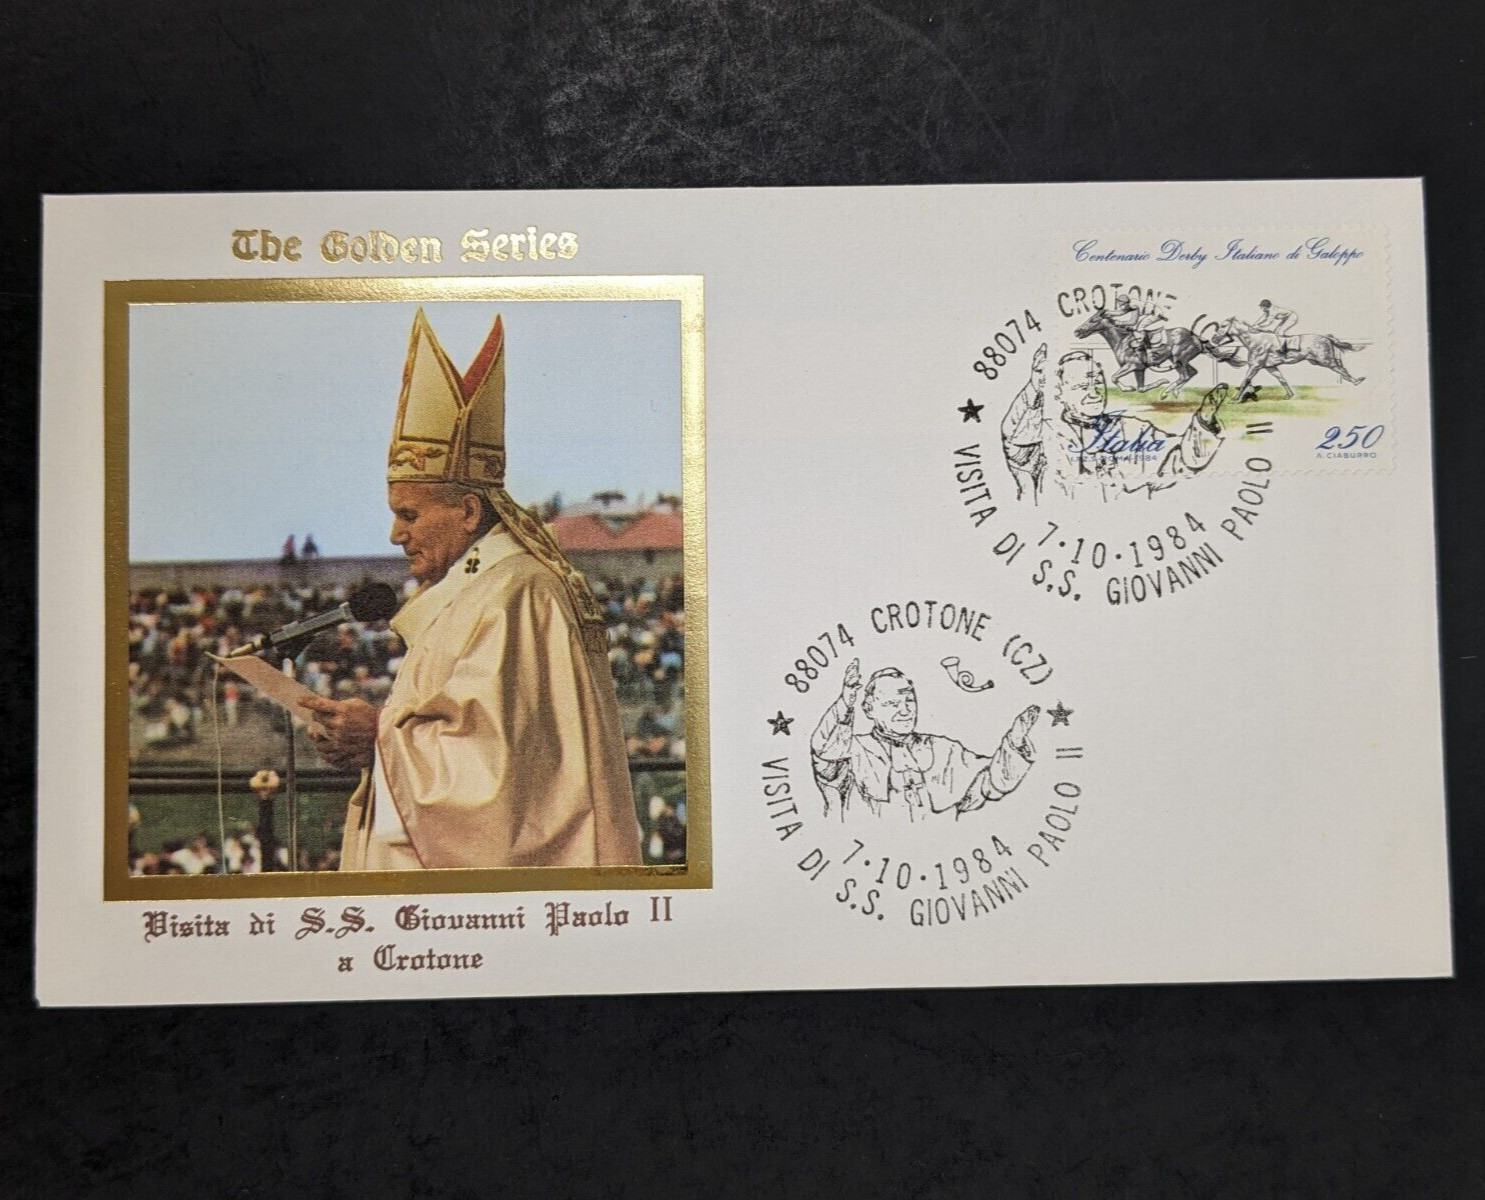 The Golden Series
Visita di S.S. Giovanni Paolo II
a Crotone
Centenario Derby Italiano di Galoppo
Italia
250
A. CIABURRO
88074 CROTONE
7·10·1984
★ VISITA DI S.S. GIOVANNI PAOLO II
88074 CROTONE (CZ)
7·10·1984
★ VISITA DI S.S. GIOVANNI PAOLO II ★